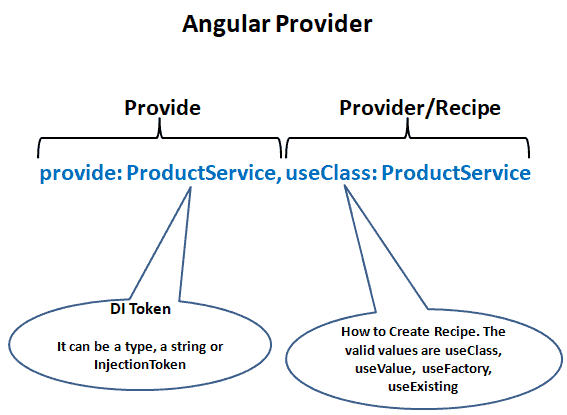 Angular Provider
Provide
Provider/Recipe
provide: ProductService, useClass: ProductService
DI Token
It can be a type, a string or
InjectionToken
How to Create Recipe. The
valid values are useClass,
useValue, useFactory,
useExisting